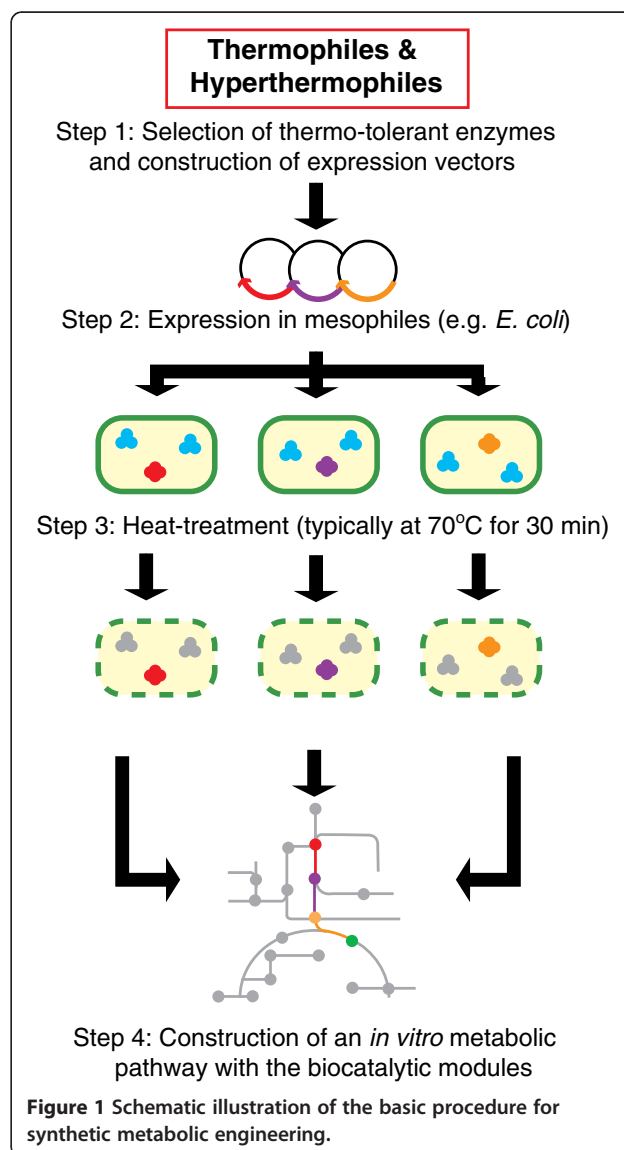 Thermophiles &
Hyperthermophiles
Step 1: Selection of thermo-tolerant enzymes
and construction of expression vectors
Step 2: Expression in mesophiles (e.g. E. coli)
Step 3: Heat-treatment (typically at 70°C for 30 min)
Step 4: Construction of an in vitro metabolic
pathway with the biocatalytic modules
Figure 1 Schematic illustration of the basic procedure for
synthetic metabolic engineering.